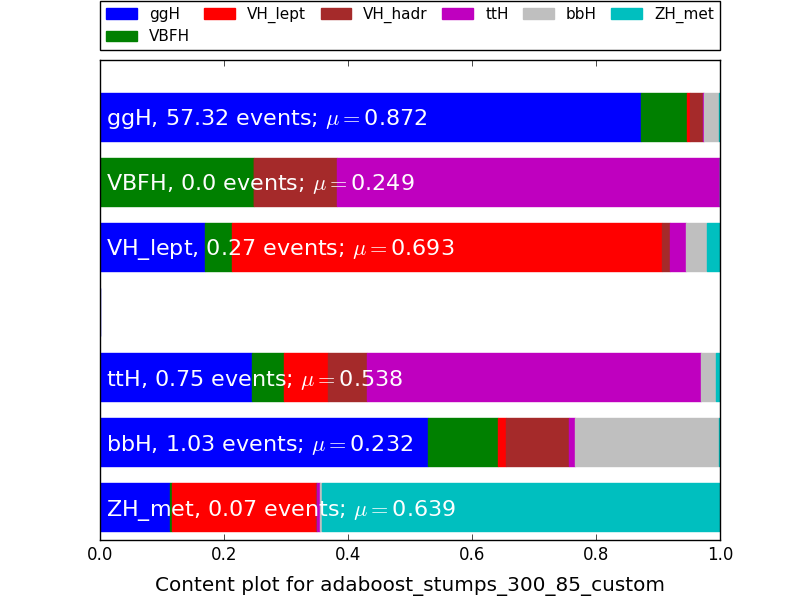 ggH VH_lept VH_hadr ttH bbH ZH_met
VBFH
ggH, 57.32 events; μ=0.872
VBFH, 0.0 events; μ=0.249
VH_lept, 0.27 events; μ=0.693
ttH, 0.75 events; μ=0.538
bbH, 1.03 events; μ=0.232
ZH_met, 0.07 events; μ=0.639
0.0 0.2 0.4 0.6 0.8 1.0
Content plot for adaboost_stumps_300_85_custom